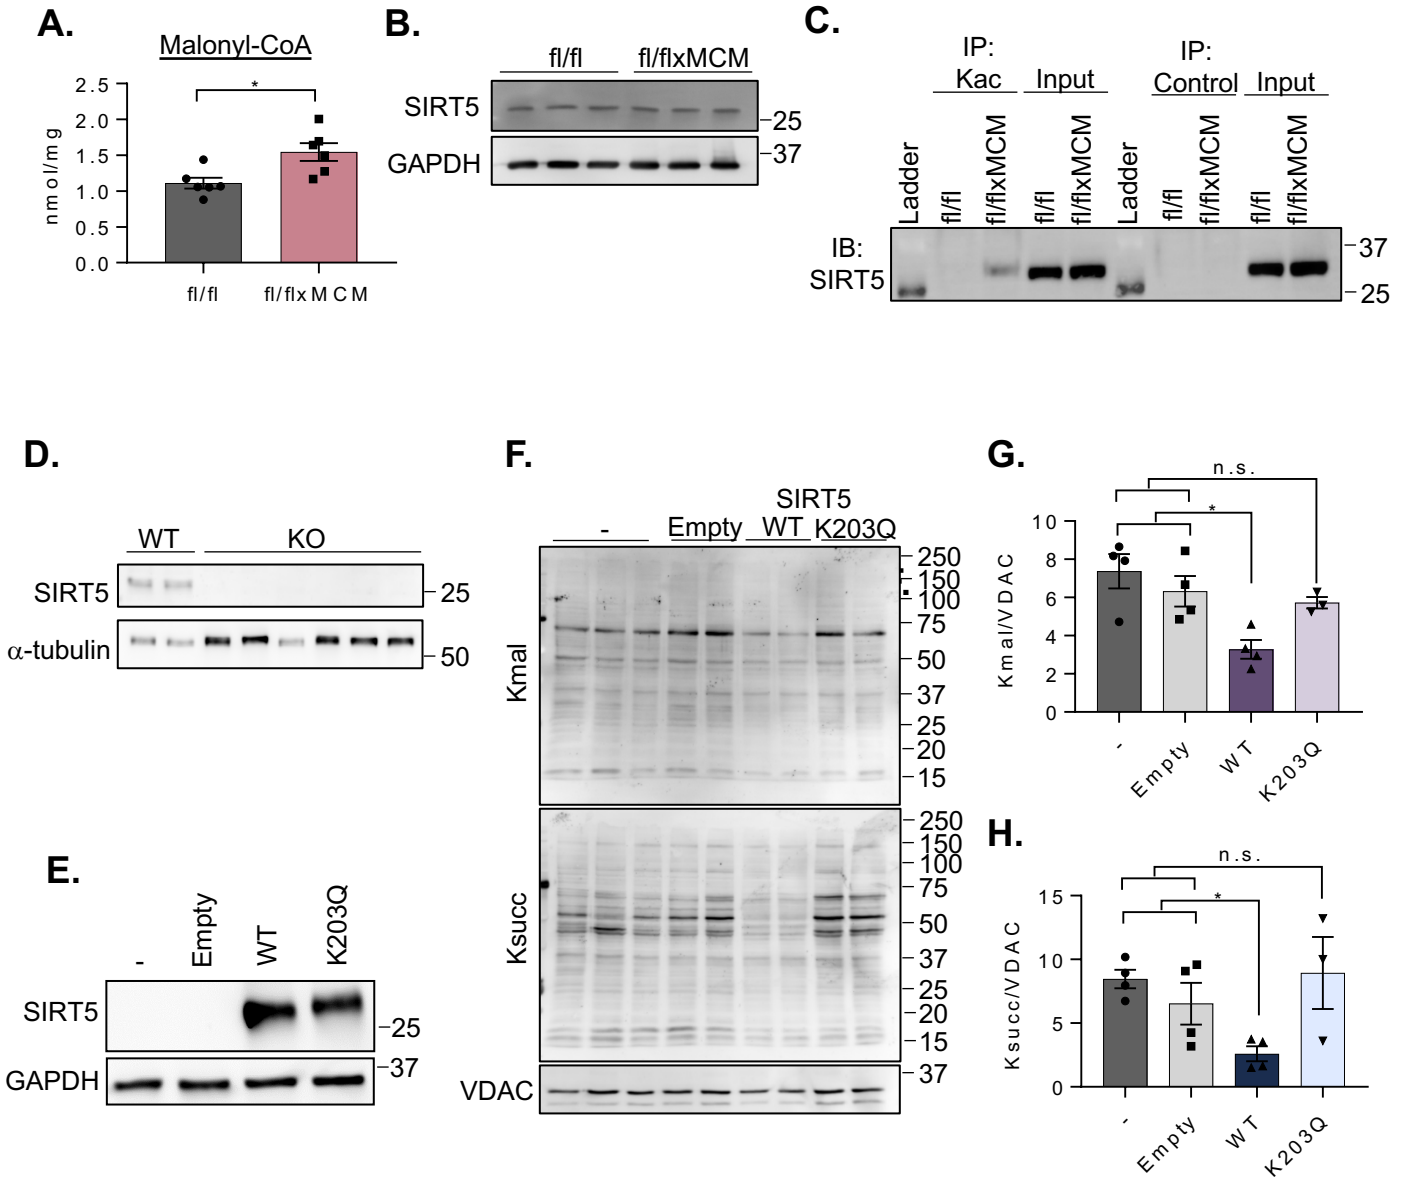 A.
Malonyl-CoA
*
nmol/mg
2.5
2.0
1.5
1.0
0.5
0.0
fl/fl
fl/flxMCM
B.
fl/fl
fl/flxMCM
SIRT5
25
GAPDH
37
C.
IP:
Kac
Input
IP:
Control
Input
Ladder
fl/fl
fl/flxMCM
fl/fl
fl/flxMCM
Ladder
fl/fl
fl/flxMCM
fl/fl
fl/flxMCM
IB:
SIRT5
37
25
D.
WT
KO
SIRT5
25
α-tubulin
50
E.
-
Empty
WT
K203Q
SIRT5
25
GAPDH
37
F.
SIRT5
-
Empty
WT
K203Q
Kmal
250
150
100
75
50
37
25
20
15
Ksucc
250
150
100
75
50
37
25
20
15
VDAC
37
G.
n.s.
*
Kmal/VDAC
10
8
6
4
2
0
-
Empty
WT
K203Q
H.
n.s.
*
Ksucc/VDAC
15
10
5
0
-
Empty
WT
K203Q